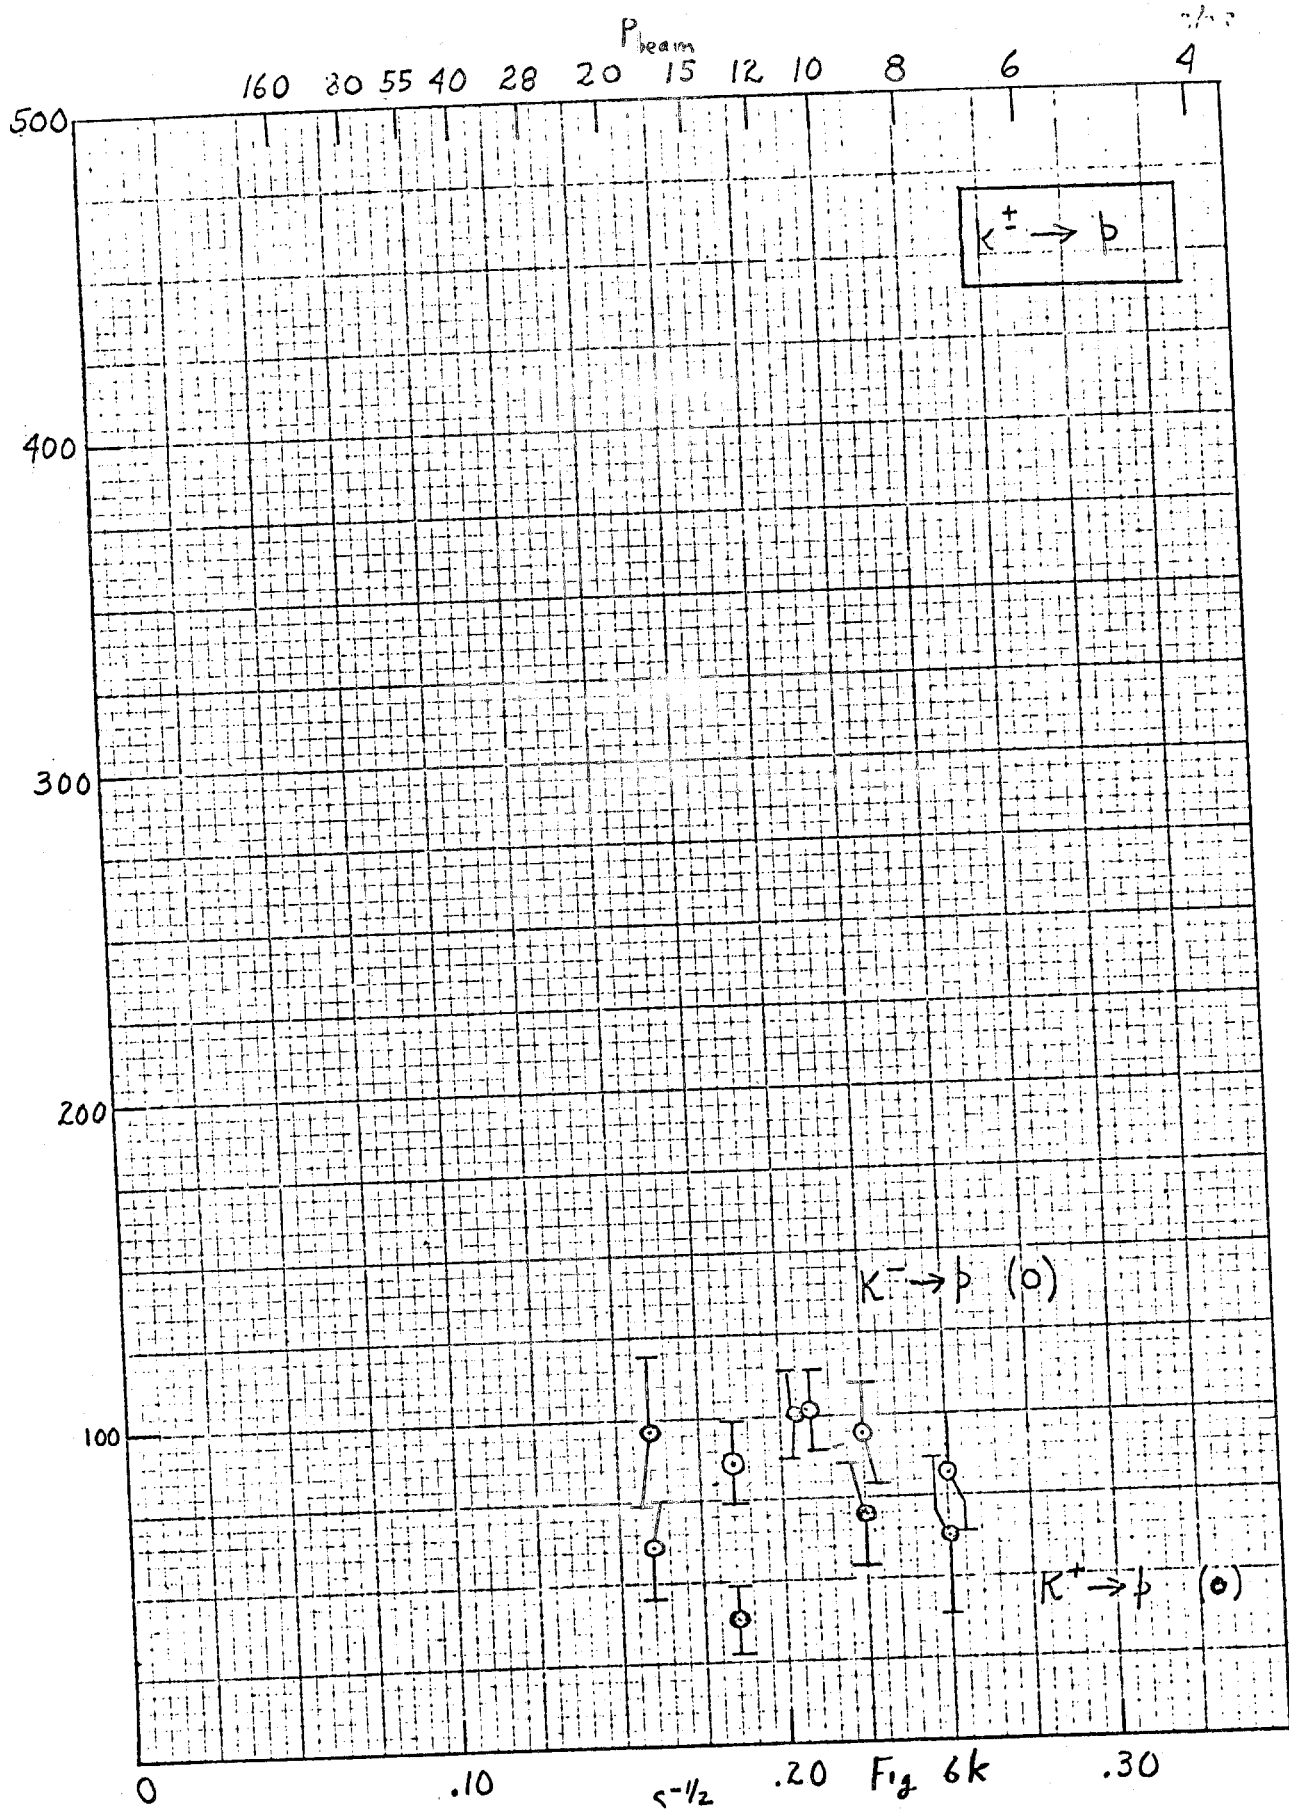 P beam
160 80 55 40 28 20 15 12 10 8 6 4
500
K± → p
400
300
200
K⁻ → p (o)
100
K⁺ → p (⊙)
0 .10 .20 .30
s^-1/2
Fig 6k